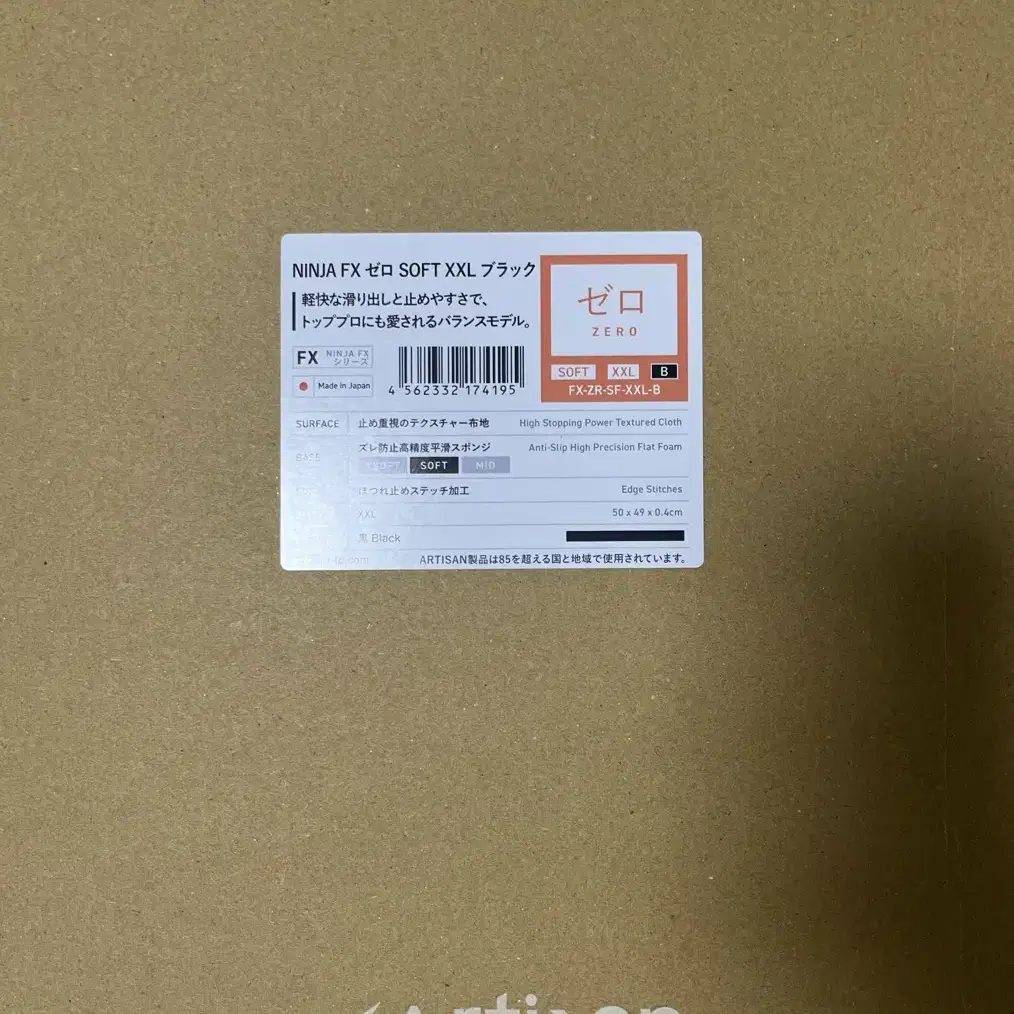 NINJA FX ゼロ SOFT XXL ブラック
軽快な滑り出しと止めやすさで、
トッププロにも愛されるバランスモデル。
FX NINJA FX
シリーズ
Made in Japan
4 562332 174195
ゼロ
ZERO
SOFT XXL B
FX-ZR-SF-XXL-B
SURFACE 止め重視のテクスチャー布地 High Stopping Power Textured Cloth
BASE ズレ防止高精度平滑スポンジ Anti-Slip High Precision Flat Foam
XSOFT SOFT MID
ほつれ止めステッチ加工 Edge Stitches
XXL 50 x 49 x 0.4cm
黒 Black
ARTISAN製品は85を超える国と地域で使用されています。
Artisan